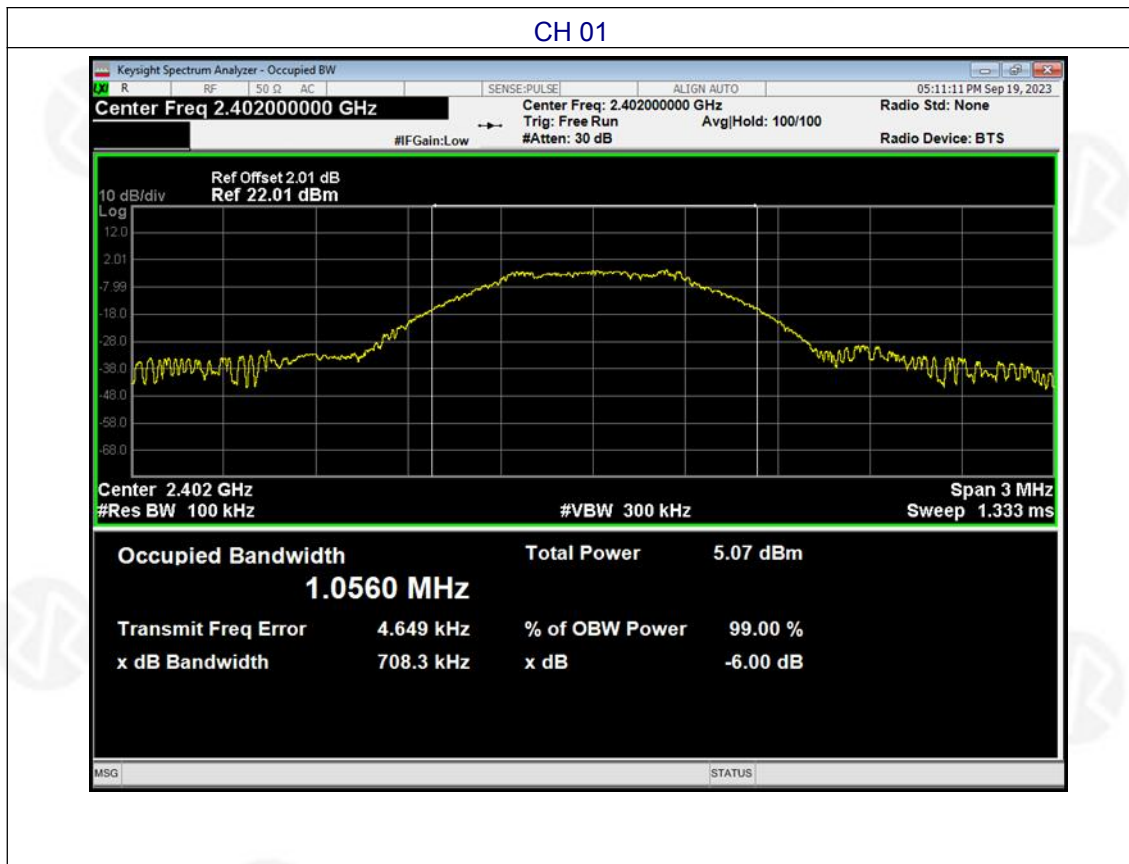 CH 01
Keysight Spectrum Analyzer - Occupied BW
LXI R RF 50 Ω AC SENSE:PULSE ALIGN AUTO 05:11:11 PM Sep 19, 2023
Center Freq 2.402000000 GHz
Center Freq: 2.402000000 GHz
Radio Std: None
Trig: Free Run Avg|Hold: 100/100
#IFGain:Low #Atten: 30 dB Radio Device: BTS
Ref Offset 2.01 dB
10 dB/div Ref 22.01 dBm
Log
12.0
2.01
-7.99
-18.0
-28.0
-38.0
-48.0
-58.0
-68.0
Center 2.402 GHz Span 3 MHz
#Res BW 100 kHz #VBW 300 kHz Sweep 1.333 ms
Occupied Bandwidth Total Power 5.07 dBm
1.0560 MHz
Transmit Freq Error 4.649 kHz % of OBW Power 99.00 %
x dB Bandwidth 708.3 kHz x dB -6.00 dB
MSG STATUS